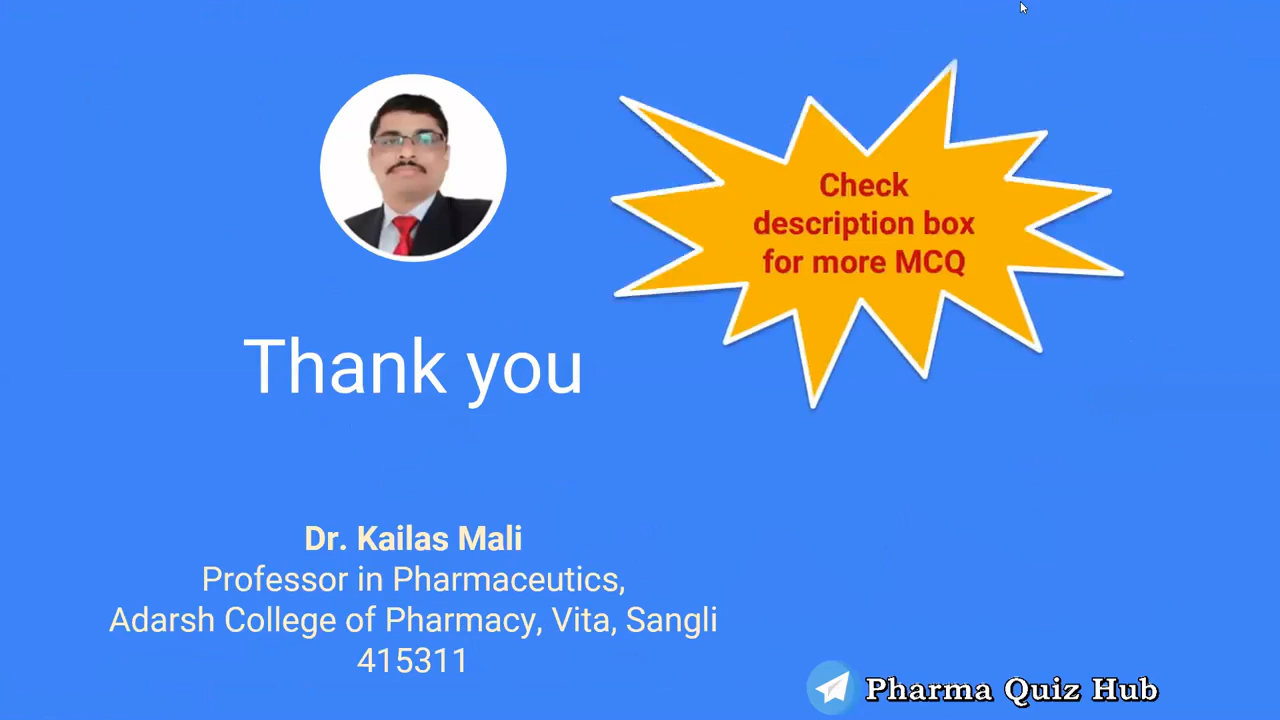 Check
description box
for more MCQ
Thank you
Dr. Kailas Mali
Professor in Pharmaceutics,
Adarsh College of Pharmacy, Vita, Sangli
415311
Pharma Quiz Hub